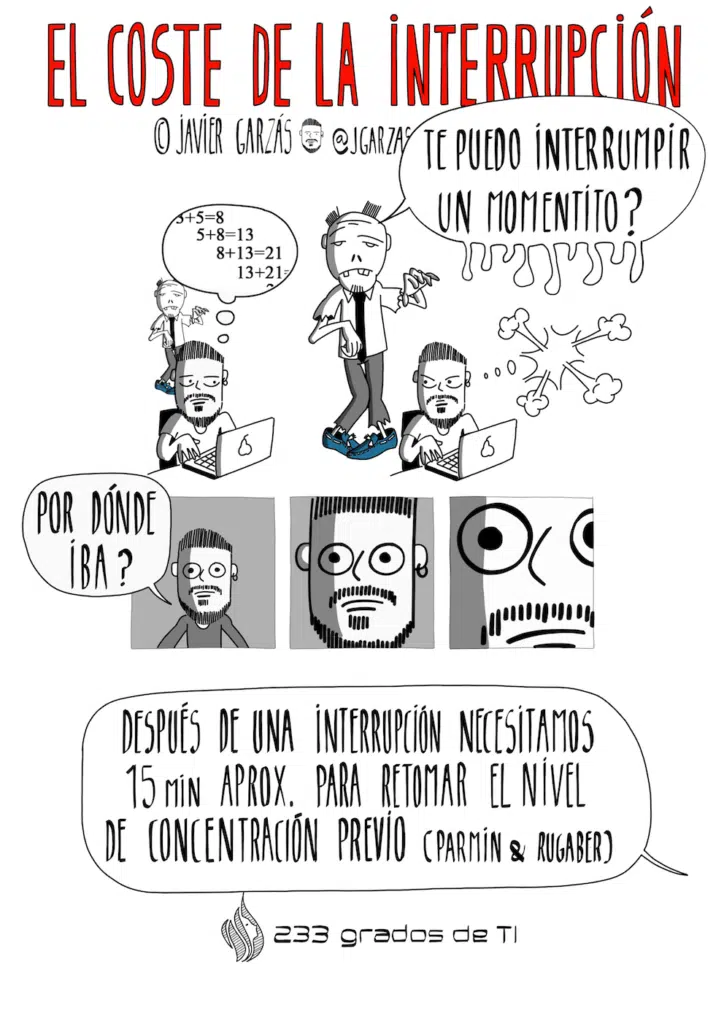 EL COSTE DE LA INTERRUPCIÓN
© JAVIER GARZÁS @JGARZAS
TE PUEDO INTERRUMPIR
UN MOMENTITO?
3+5=8
5+8=13
8+13=21
13+21=
POR DÓNDE
IBA?
DESPUÉS DE UNA INTERRUPCIÓN NECESITAMOS
15 MIN APROX. PARA RETOMAR EL NIVEL
DE CONCENTRACIÓN PREVIO (PARMIN & RUGABER)
233 grados de TI